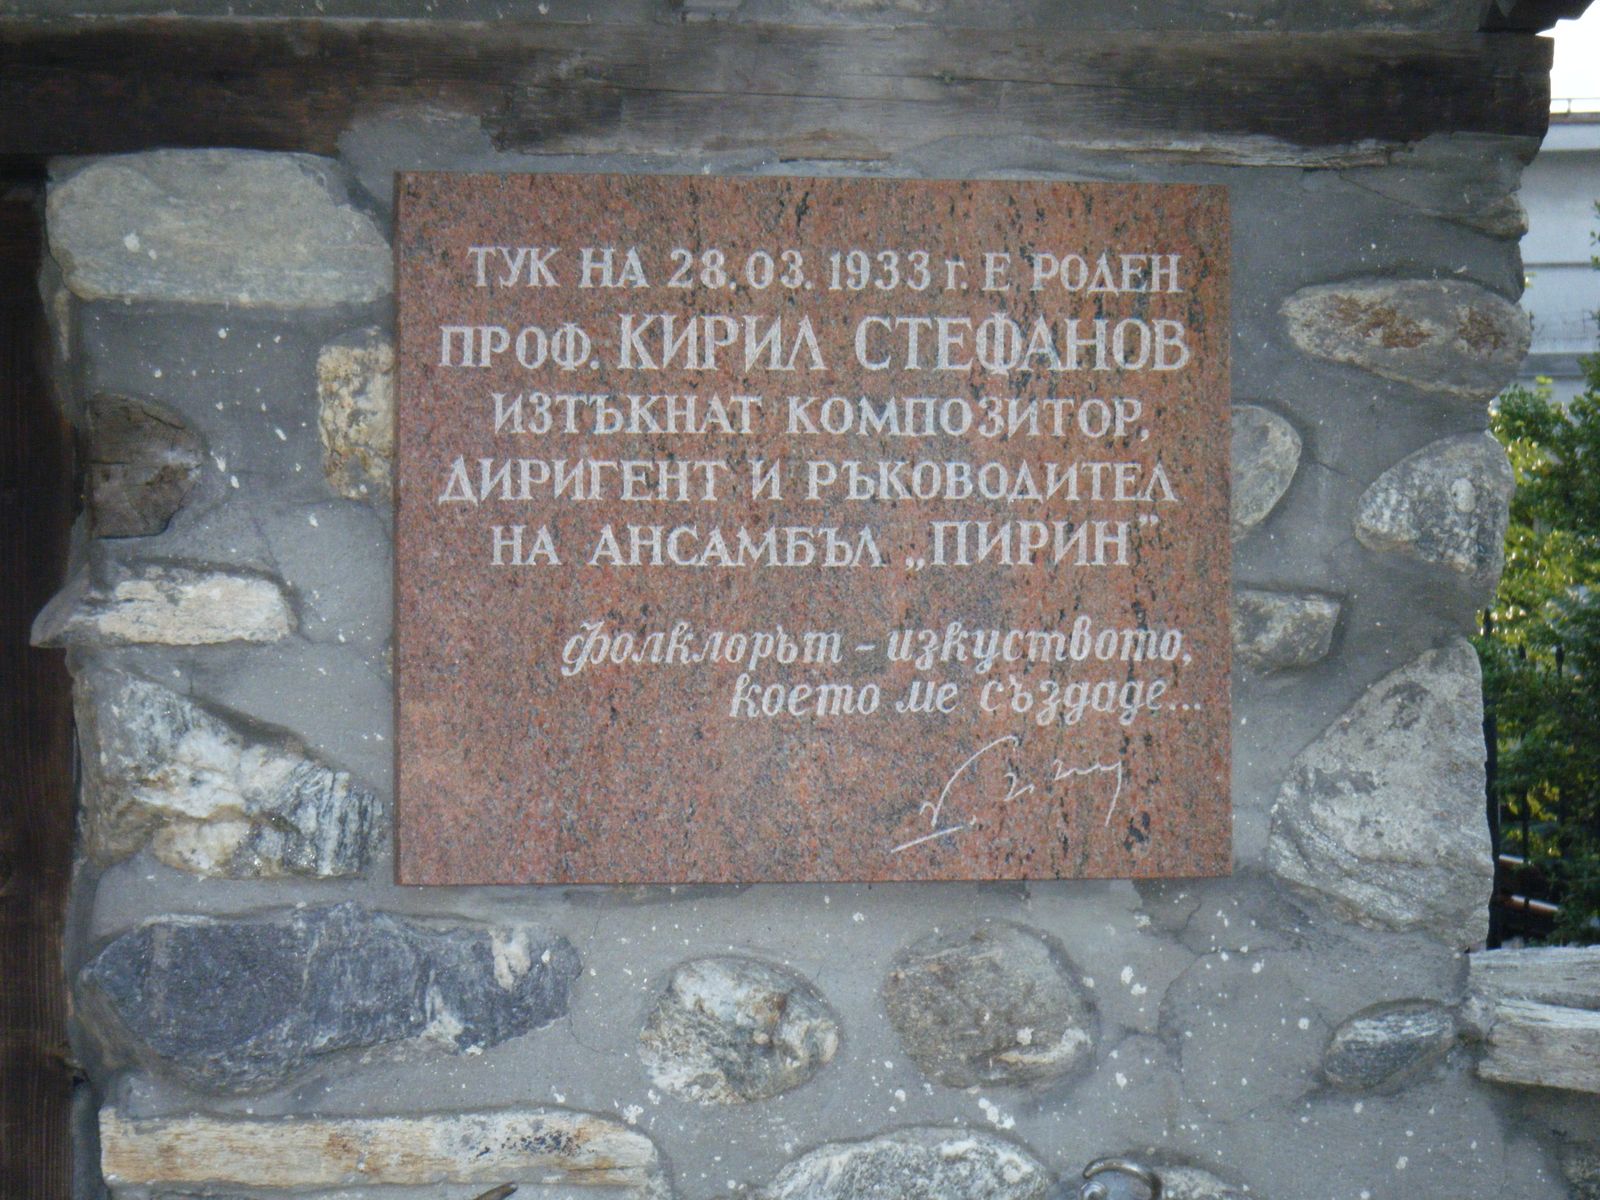 ТУК НА 28.03.1933 г. Е РОДЕН
ПРОФ. КИРИЛ СТЕФАНОВ
ИЗТЪКНАТ КОМПОЗИТОР,
ДИРИГЕНТ И РЪКОВОДИТЕЛ
НА АНСАМБЪЛ „ПИРИН"
Фолклорът - изкуството,
което ме създаде...